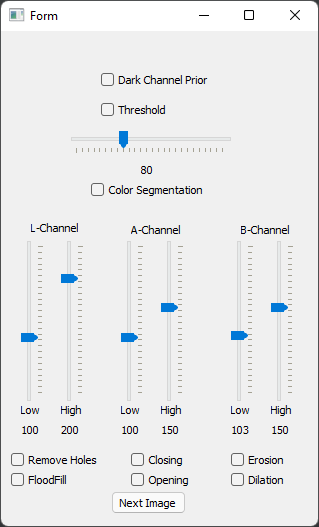 Form
Dark Channel Prior
Threshold
80
Color Segmentation
L-Channel A-Channel B-Channel
Low High Low High Low High
100 200 100 150 103 150
Remove Holes Closing Erosion
FloodFill Opening Dilation
Next Image